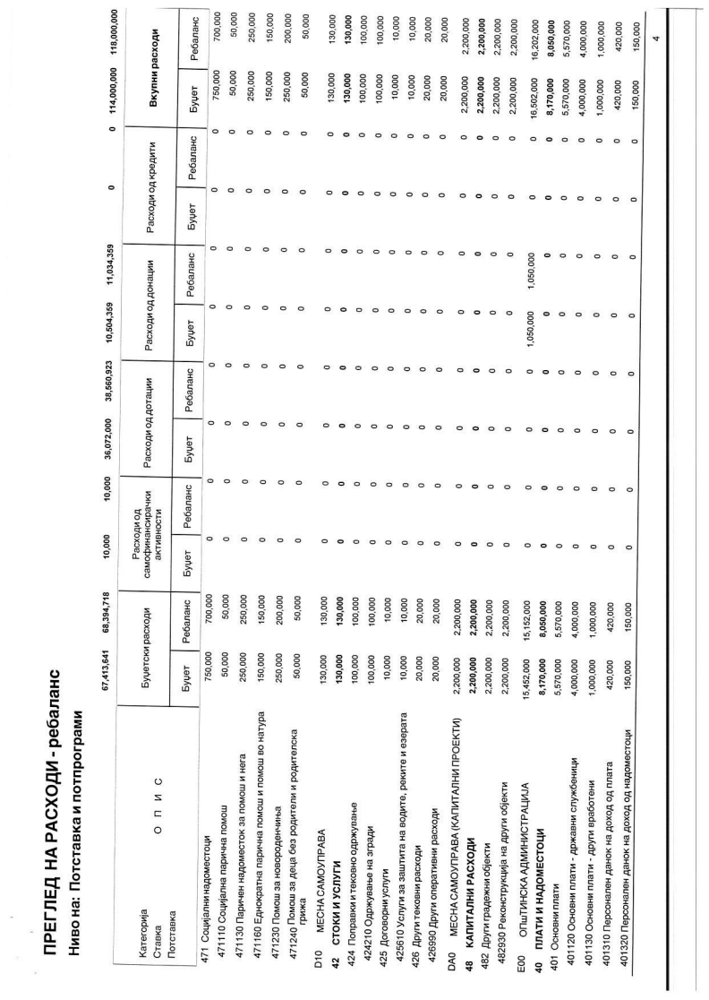 ПРЕГЛЕД НА РАСХОДИ - ребаланс
Ниво на: Потставка и потпрограми
67,413,641 68,394,718 10,000 10,000 36,072,000 38,560,923 10,504,359 11,034,359 0 0 114,000,000 118,000,000
Категорија
Ставка О П И С
Потставка
Буџетски расходи Расходи од самофинансирачки активности Расходи од дотации Расходи од донации Расходи од кредити Вкупни расходи
Буџет Ребаланс Буџет Ребаланс Буџет Ребаланс Буџет Ребаланс Буџет Ребаланс Буџет Ребаланс
471 Социјални надоместоци 750,000 700,000 0 0 0 0 0 0 0 0 750,000 700,000
471110 Социјална парична помош 50,000 50,000 0 0 0 0 0 0 0 0 50,000 50,000
471130 Паричен надоместок за помош и нега 250,000 250,000 0 0 0 0 0 0 0 0 250,000 250,000
471160 Еднократна парична помош и помош во натура 150,000 150,000 0 0 0 0 0 0 0 0 150,000 150,000
471230 Помош за новороденчиња 250,000 200,000 0 0 0 0 0 0 0 0 250,000 200,000
471240 Помош за деца без родители и родителска грижа 50,000 50,000 0 0 0 0 0 0 0 0 50,000 50,000
D10 МЕСНА САМОУПРАВА 130,000 130,000 0 0 0 0 0 0 0 0 130,000 130,000
42 СТОКИ И УСЛУГИ 130,000 130,000 0 0 0 0 0 0 0 0 130,000 130,000
424 Поправки и тековно одржување 100,000 100,000 0 0 0 0 0 0 0 0 100,000 100,000
424210 Одржување на згради 100,000 100,000 0 0 0 0 0 0 0 0 100,000 100,000
425 Договорни услуги 10,000 10,000 0 0 0 0 0 0 0 0 10,000 10,000
425610 Услуги за заштита на водите, реките и езерата 10,000 10,000 0 0 0 0 0 0 0 0 10,000 10,000
426 Други тековни расходи 20,000 20,000 0 0 0 0 0 0 0 0 20,000 20,000
426990 Други оперативни расходи 20,000 20,000 0 0 0 0 0 0 0 0 20,000 20,000
DA0 МЕСНА САМОУПРАВА (КАПИТАЛНИ ПРОЕКТИ) 2,200,000 2,200,000 0 0 0 0 0 0 0 0 2,200,000 2,200,000
48 КАПИТАЛНИ РАСХОДИ 2,200,000 2,200,000 0 0 0 0 0 0 0 0 2,200,000 2,200,000
482 Други градежни објекти 2,200,000 2,200,000 0 0 0 0 0 0 0 0 2,200,000 2,200,000
482930 Реконструкција на други објекти 2,200,000 2,200,000 0 0 0 0 0 0 0 0 2,200,000 2,200,000
E00 ОПШТИНСКА АДМИНИСТРАЦИЈА 15,452,000 15,152,000 0 0 0 0 1,050,000 1,050,000 0 0 16,502,000 16,202,000
40 ПЛАТИ И НАДОМЕСТОЦИ 8,170,000 8,050,000 0 0 0 0 0 0 0 0 8,170,000 8,050,000
401 Основни плати 5,570,000 5,570,000 0 0 0 0 0 0 0 0 5,570,000 5,570,000
401120 Основни плати - државни службеници 4,000,000 4,000,000 0 0 0 0 0 0 0 0 4,000,000 4,000,000
401130 Основни плати - други вработени 1,000,000 1,000,000 0 0 0 0 0 0 0 0 1,000,000 1,000,000
401310 Персонален данок на доход од плата 420,000 420,000 0 0 0 0 0 0 0 0 420,000 420,000
401320 Персонален данок на доход од надоместоци 150,000 150,000 0 0 0 0 0 0 0 0 150,000 150,000
4